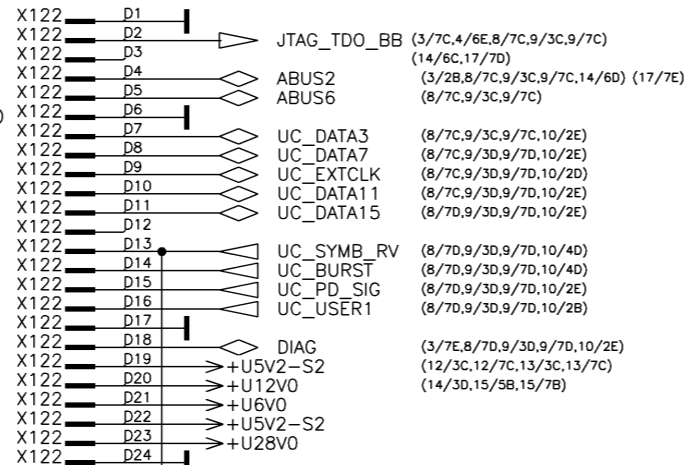 X122 D1
X122 D2 JTAG_TDO_BB (3/7C,4/6E,8/7C,9/3C,9/7C)
X122 D3 (14/6C,17/7D)
X122 D4 ABUS2 (3/2B,8/7C,9/3C,9/7C,14/6D) (17/7E)
X122 D5 ABUS6 (8/7C,9/3C,9/7C)
X122 D6
X122 D7 UC_DATA3 (8/7C,9/3C,9/7C,10/2E)
X122 D8 UC_DATA7 (8/7C,9/3D,9/7D,10/2E)
X122 D9 UC_EXTCLK (8/7C,9/3D,9/7D,10/2D)
X122 D10 UC_DATA11 (8/7C,9/3D,9/7D,10/2E)
X122 D11 UC_DATA15 (8/7D,9/3D,9/7D,10/2E)
X122 D12
X122 D13 UC_SYMB_RV (8/7D,9/3D,9/7D,10/4D)
X122 D14 UC_BURST (8/7D,9/3D,9/7D,10/4D)
X122 D15 UC_PD_SIG (8/7D,9/3D,9/7D,10/2E)
X122 D16 UC_USER1 (8/7D,9/3D,9/7D,10/2B)
X122 D17
X122 D18 DIAG (3/7E,8/7D,9/3D,9/7D,10/2E)
X122 D19 +U5V2-S2 (12/3C,12/7C,13/3C,13/7C)
X122 D20 +U12V0 (14/3D,15/5B,15/7B)
X122 D21 +U6V0
X122 D22 +U5V2-S2
X122 D23 +U28V0
X122 D24